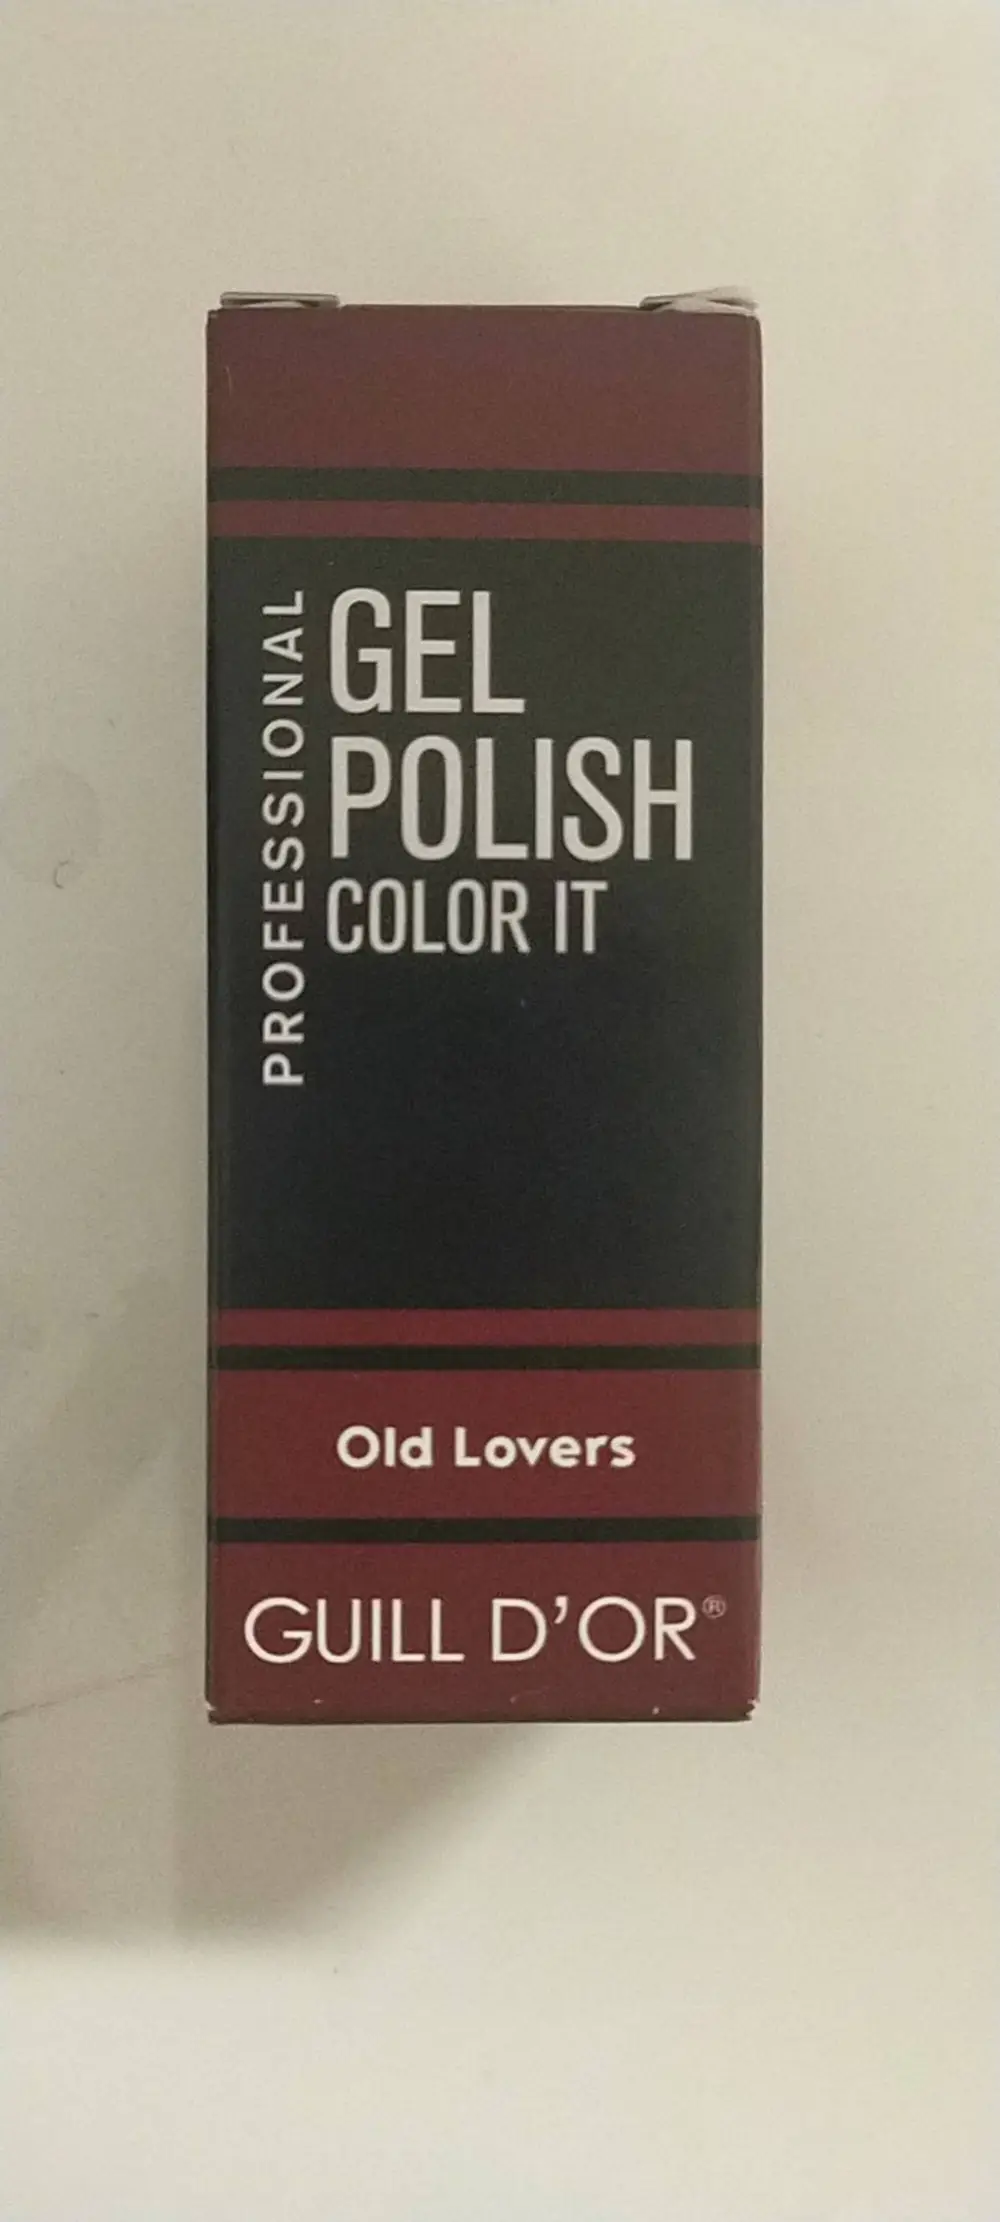 PROFESSIONAL
GEL
POLISH
COLOR IT
Old Lovers
GUILL D'OR®